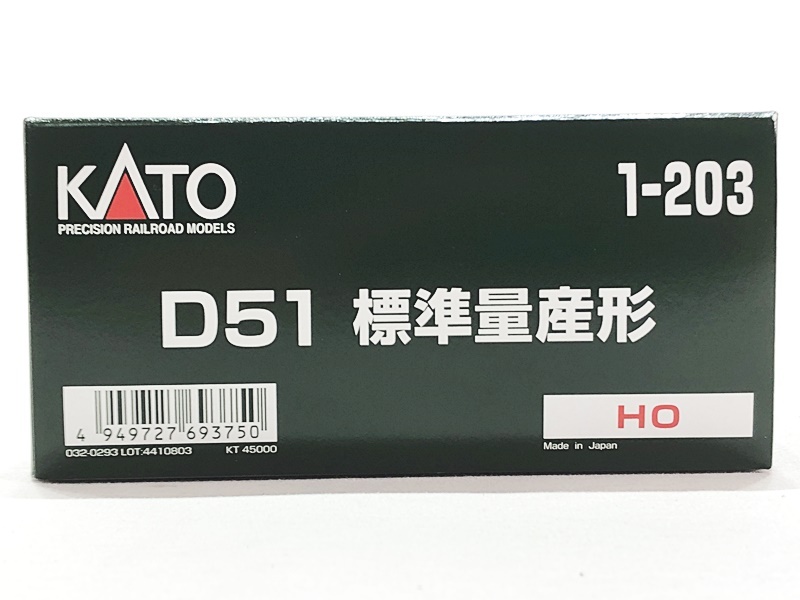 KATO
PRECISION RAILROAD MODELS
1-203
D51 標準量産形
4 949727 693750
032-0293 LOT:4410803 KT 45000
HO
Made in Japan